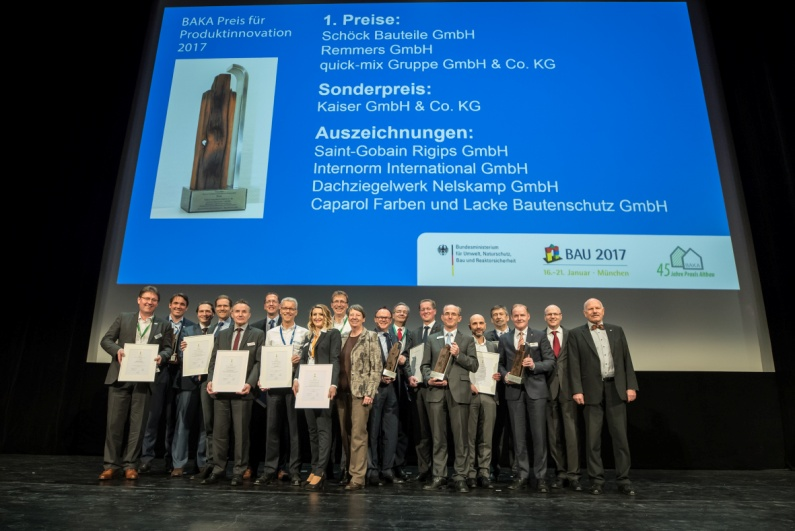 BAKA Preis für
Produktinnovation
2017
1. Preise:
Schöck Bauteile GmbH
Remmers GmbH
quick-mix Gruppe GmbH & Co. KG
Sonderpreis:
Kaiser GmbH & Co. KG
Auszeichnungen:
Saint-Gobain Rigips GmbH
Internorm International GmbH
Dachziegelwerk Nelskamp GmbH
Caparol Farben und Lacke Bautenschutz GmbH
Bundesministerium
für Umwelt, Naturschutz,
Bau und Reaktorsicherheit
BAU 2017
16.–21. Januar · München
BAKA
45 Jahre Praxis Altbau